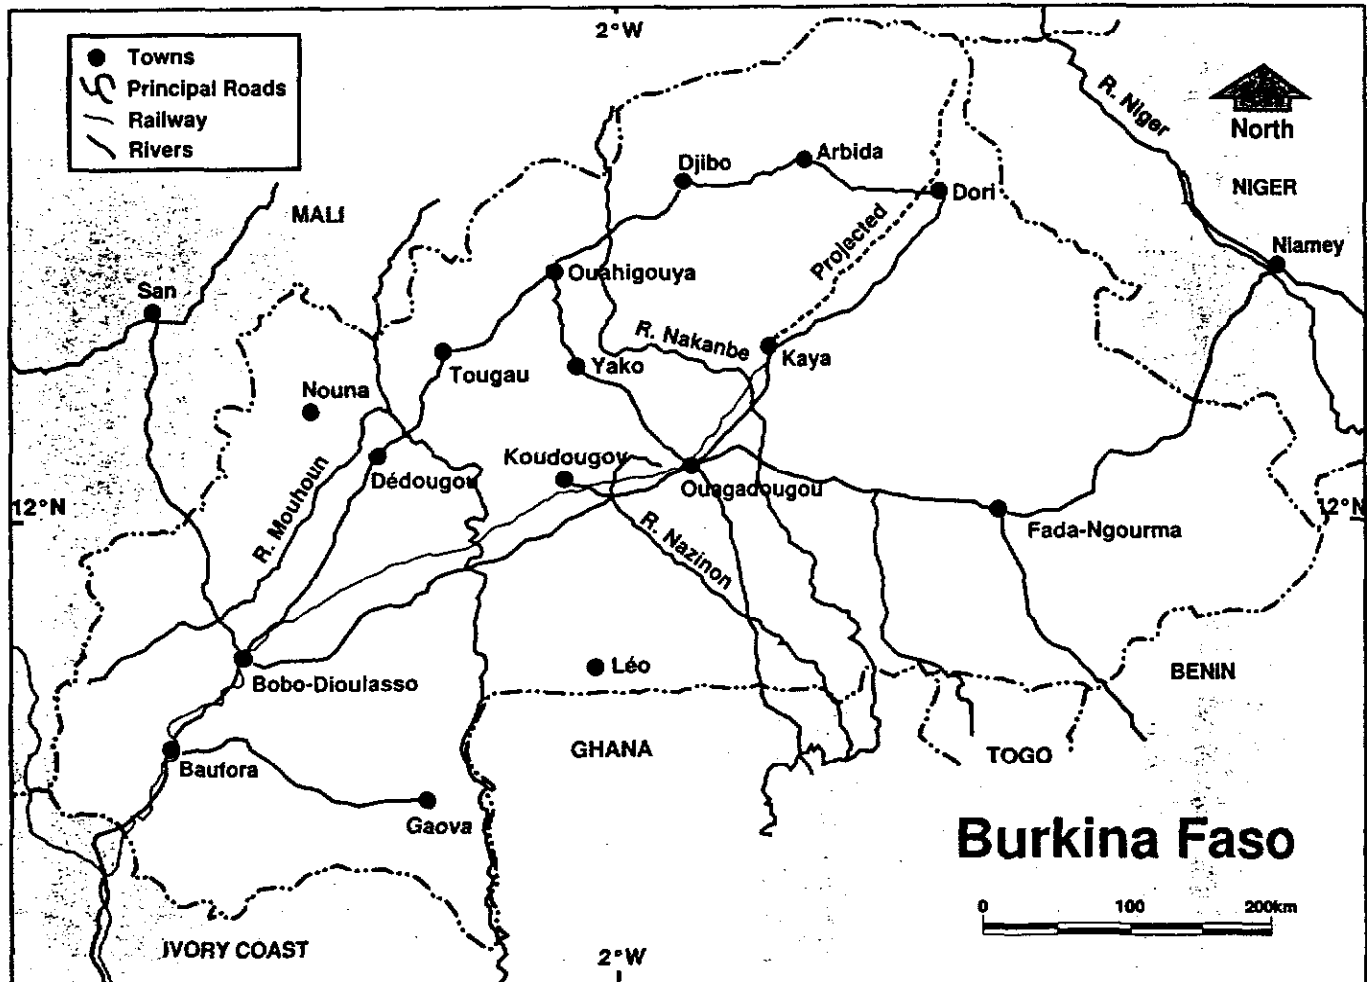 2°W
Towns
Principal Roads
Railway
Rivers
R. Niger
North
NIGER
MALI
Djibo
Arbida
Dori
Projected
Niamey
San
Ouahigouya
R. Nakanbe
Kaya
Tougau
Yako
Nouna
Koudougoy
Dédougou
Ouagadougou
12°N
12°N
R. Mouhoun
R. Nazinon
Fada-Ngourma
Léo
Bobo-Dioulasso
BENIN
GHANA
TOGO
Baufora
Gaova
Burkina Faso
0 100 200km
IVORY COAST
2°W